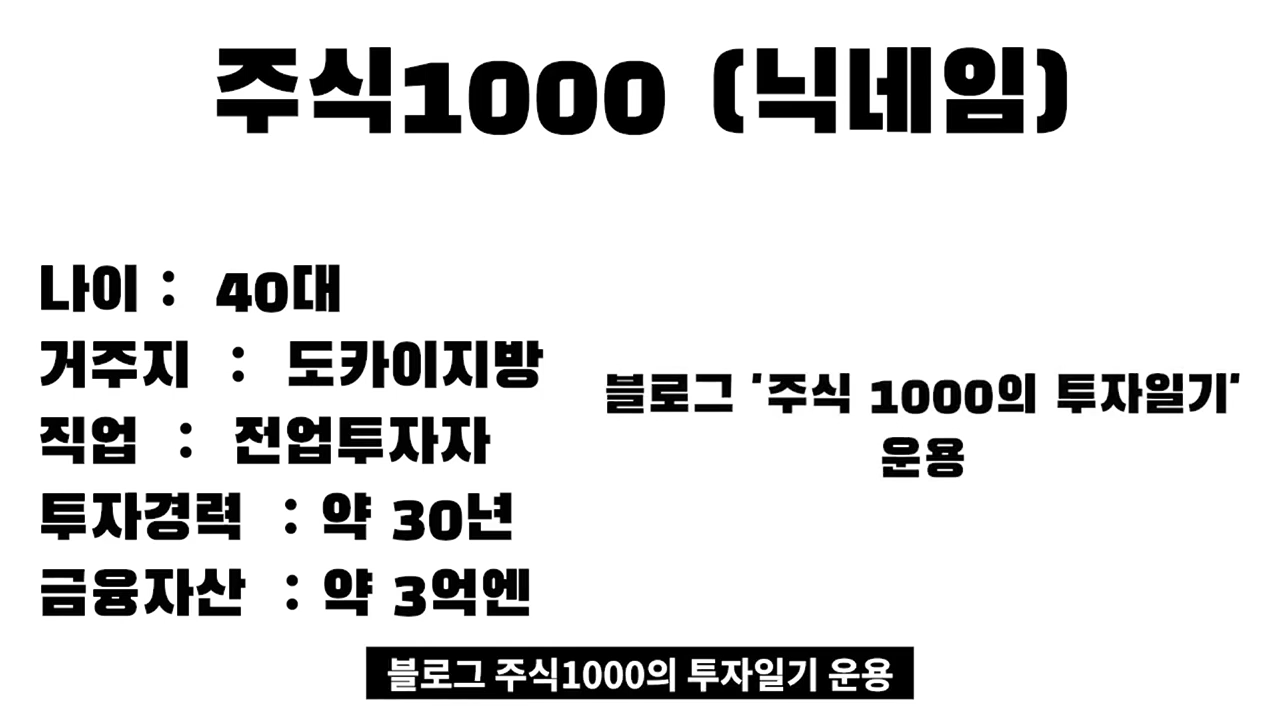 주식1000 (닉네임)
나이 : 40대
거주지 : 도카이지방
직업 : 전업투자자
투자경력 : 약 30년
금융자산 : 약 3억엔
블로그 '주식 1000의 투자일기'
운용
블로그 주식1000의 투자일기 운용